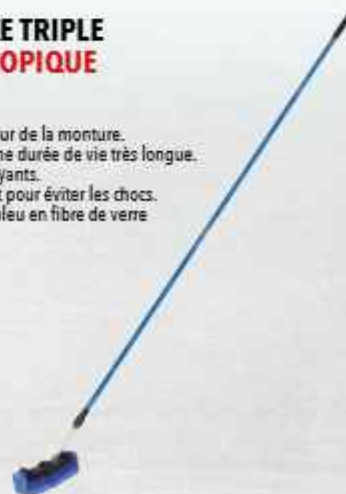 E TRIPLE
OPIQUE
ur de la monture.
ne durée de vie très longue.
yants.
t pour éviter les chocs.
leu en fibre de verre